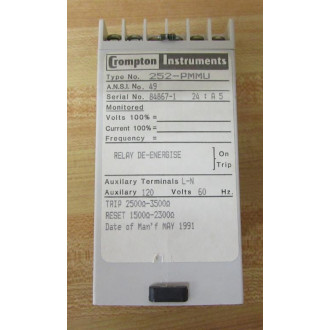 Crompton Instruments
Type No. 252-PMMU
A.N.S.I. No. 49
Serial No. 84867-1 24 1 A 5
Monitored
Volts 100% =
Current 100% =
Frequency =
RELAY DE-ENERGISE On
Trip
Auxilary Terminals L-N
Auxilary 120 Volts 60 Hz.
TRIP 2500Ω-3500Ω
RESET 1500Ω-2300Ω
Date of Man'f MAY 1991